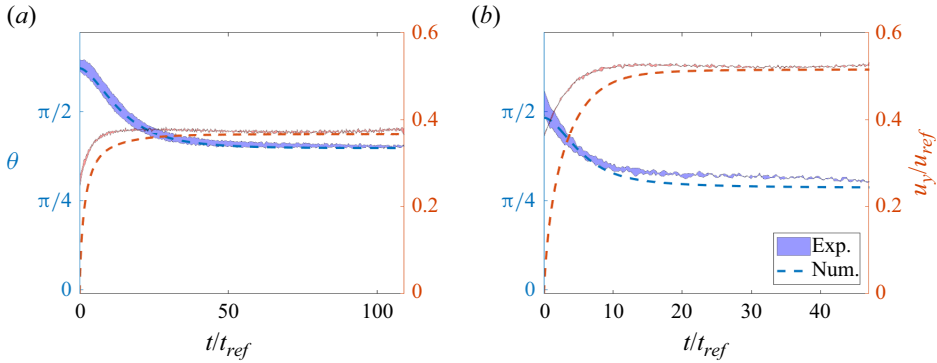 (a)
(b)
0.6
π/2
π/2
0.4
θ
u_y/u_ref
π/4
π/4
0.2
0
0
0
0
50
100
0
10
20
30
40
t/t_ref
t/t_ref
0.6
0.4
0.2
0
Exp.
Num.